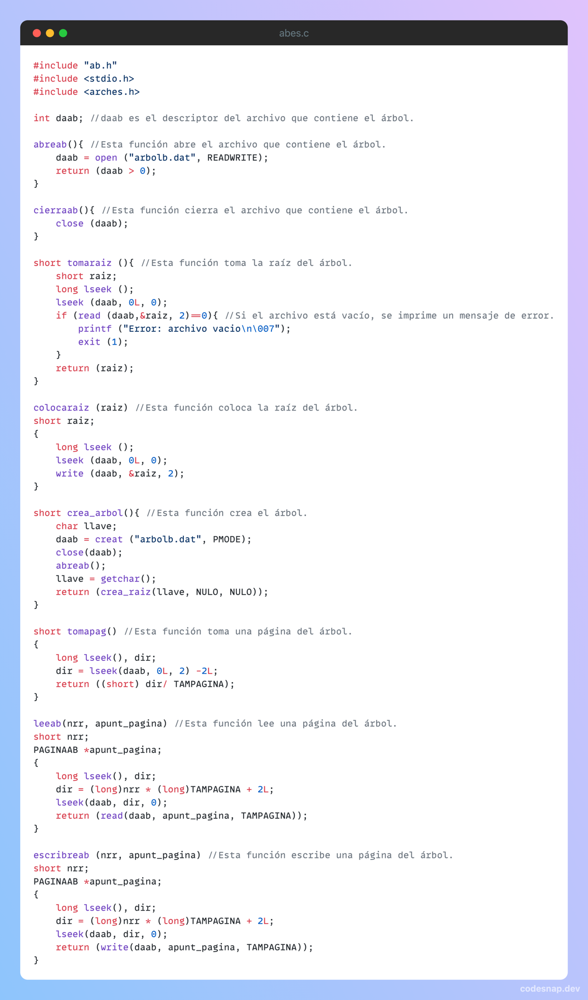 abes.c
#include "ab.h"
#include <stdio.h>
#include <arches.h>
int daab; //daab es el descriptor del archivo que contiene el árbol.
abreab(){ //Esta función abre el archivo que contiene el árbol.
    daab = open ("arbolb.dat", READWRITE);
    return (daab > 0);
}
cierraab(){ //Esta función cierra el archivo que contiene el árbol.
    close (daab);
}
short tomaraiz (){ //Esta función toma la raíz del árbol.
    short raiz;
    long lseek ();
    lseek (daab, 0L, 0);
    if (read (daab,&raiz, 2)==0){ //Si el archivo está vacío, se imprime un mensaje de error.
        printf ("Error: archivo vacio\n\007");
        exit (1);
    }
    return (raiz);
}
colocaraiz (raiz) //Esta función coloca la raíz del árbol.
short raiz;
{
    long lseek ();
    lseek (daab, 0L, 0);
    write (daab, &raiz, 2);
}
short crea_arbol(){ //Esta función crea el árbol.
    char llave;
    daab = creat ("arbolb.dat", PMODE);
    close(daab);
    abreab();
    llave = getchar();
    return (crea_raiz(llave, NULO, NULO));
}
short tomapag() //Esta función toma una página del árbol.
{
    long lseek(), dir;
    dir = lseek(daab, 0L, 2) -2L;
    return ((short) dir/ TAMPAGINA);
}
leeab(nrr, apunt_pagina) //Esta función lee una página del árbol.
short nrr;
PAGINAAB *apunt_pagina;
{
    long lseek(), dir;
    dir = (long)nrr * (long)TAMPAGINA + 2L;
    lseek(daab, dir, 0);
    return (read(daab, apunt_pagina, TAMPAGINA));
}
escribreab (nrr, apunt_pagina) //Esta función escribe una página del árbol.
short nrr;
PAGINAAB *apunt_pagina;
{
    long lseek(), dir;
    dir = (long)nrr * (long)TAMPAGINA + 2L;
    lseek(daab, dir, 0);
    return (write(daab, apunt_pagina, TAMPAGINA));
}
codesnap.dev